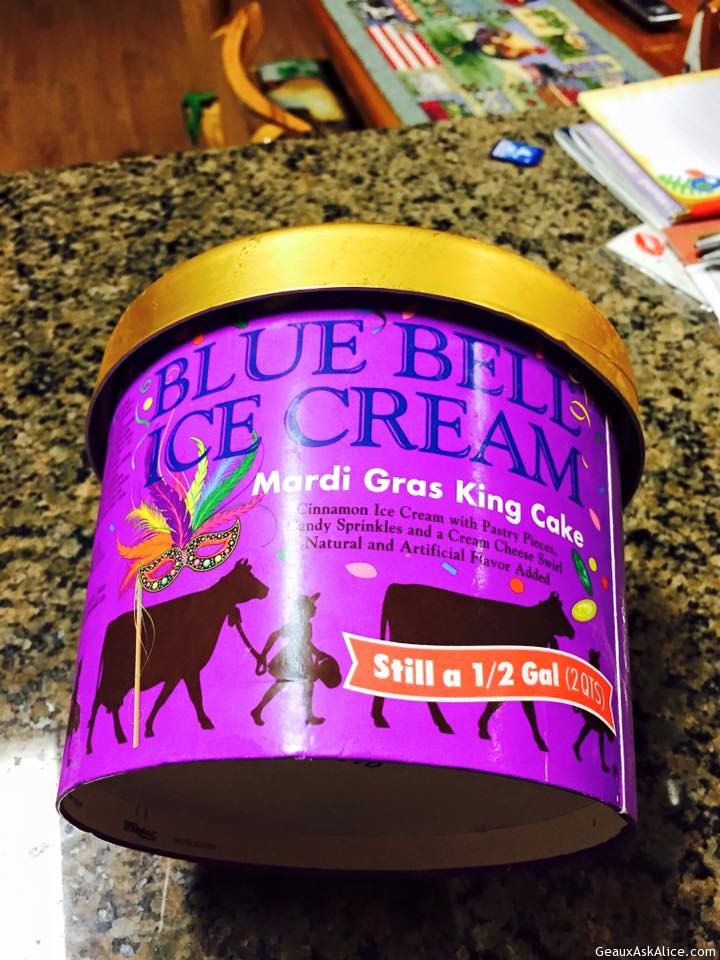 BLUE BELL
ICE CREAM
Mardi Gras King Cake
Cinnamon Ice Cream with Pastry Pieces,
Candy Sprinkles and a Cream Cheese Swirl
Natural and Artificial Flavor Added
Still a 1/2 Gal (2 QTS)
GeauxAskAlice.com